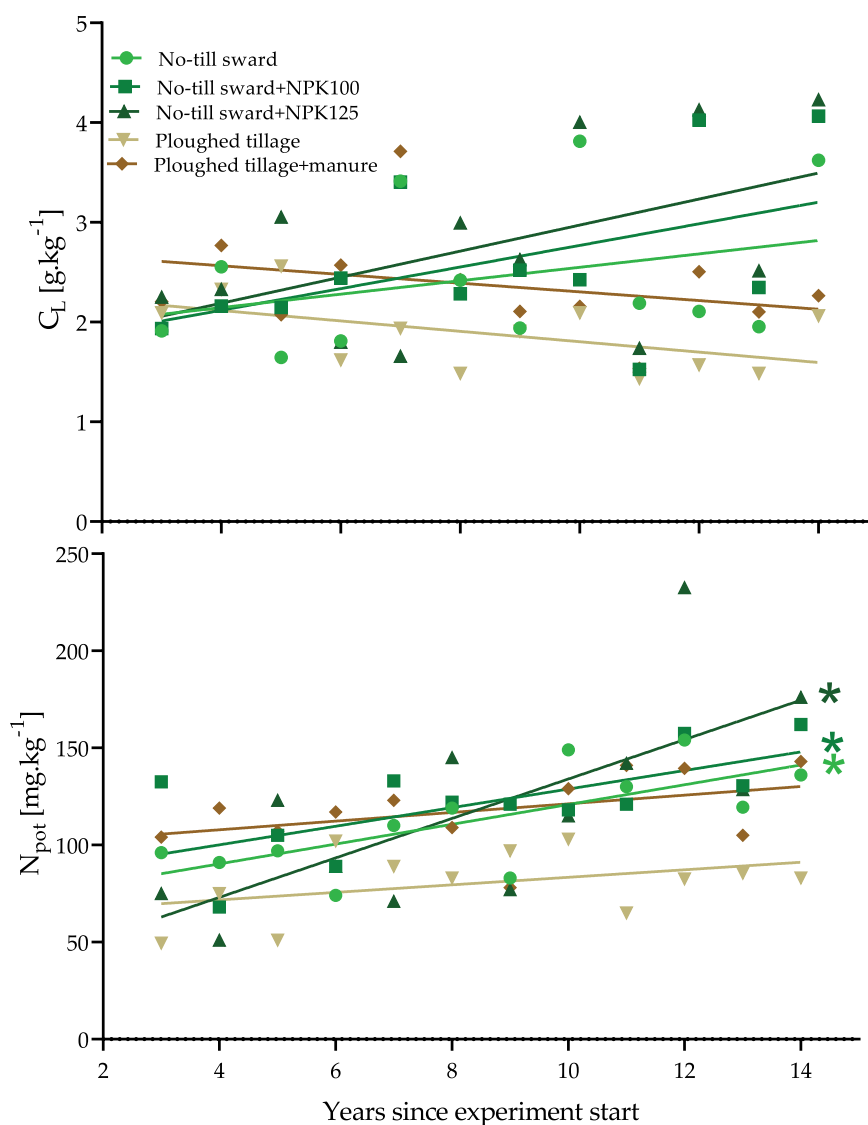 5
No-till sward
No-till sward+NPK100
No-till sward+NPK125
Ploughed tillage
Ploughed tillage+manure
4
3
2
1
0
C_L [g.kg⁻¹]
250
200
150
100
50
0
N_pot [mg.kg⁻¹]
*
*
*
2 4 6 8 10 12 14
Years since experiment start